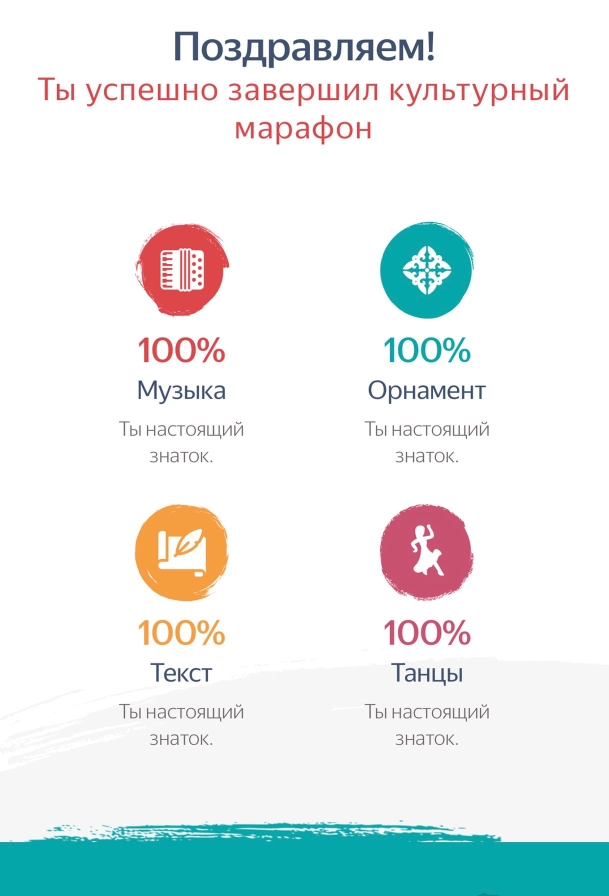 Поздравляем!
Ты успешно завершил культурный
марафон
100%
Музыка
Ты настоящий
знаток.
100%
Орнамент
Ты настоящий
знаток.
100%
Текст
Ты настоящий
знаток.
100%
Танцы
Ты настоящий
знаток.